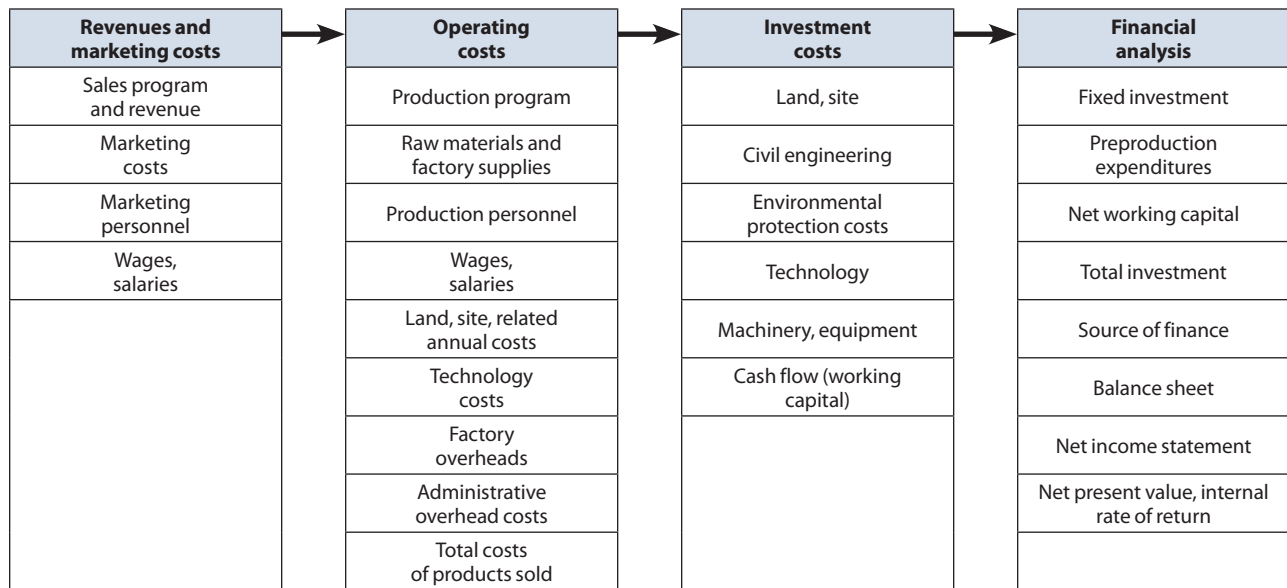 Revenues and
marketing costs
Sales program
and revenue
Marketing
costs
Marketing
personnel
Wages,
salaries
Operating
costs
Production program
Raw materials and
factory supplies
Production personnel
Wages,
salaries
Land, site, related
annual costs
Technology
costs
Factory
overheads
Administrative
overhead costs
Total costs
of products sold
Investment
costs
Land, site
Civil engineering
Environmental
protection costs
Technology
Machinery, equipment
Cash flow (working
capital)
Financial
analysis
Fixed investment
Preproduction
expenditures
Net working capital
Total investment
Source of finance
Balance sheet
Net income statement
Net present value, internal
rate of return